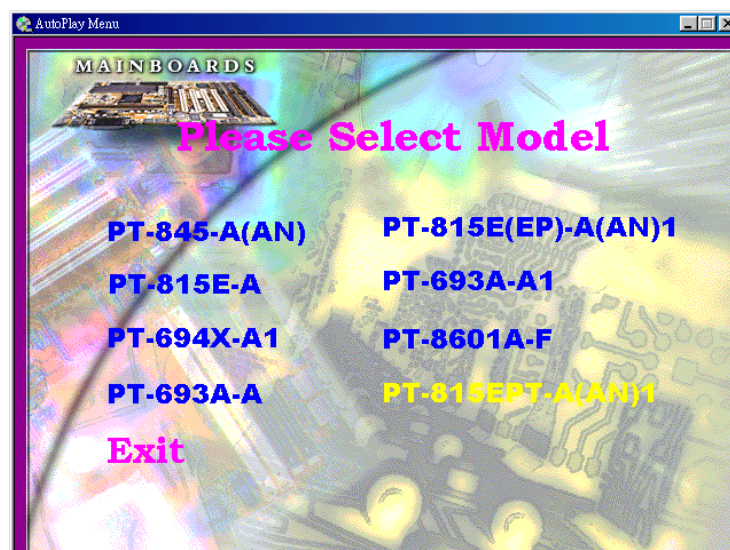 AutoPlay Menu
MAINBOARDS
Please Select Model
PT-845-A(AN)
PT-815E(EP)-A(AN)1
PT-815E-A
PT-693A-A1
PT-694X-A1
PT-8601A-F
PT-693A-A
PT-815EPT-A(AN)1
Exit